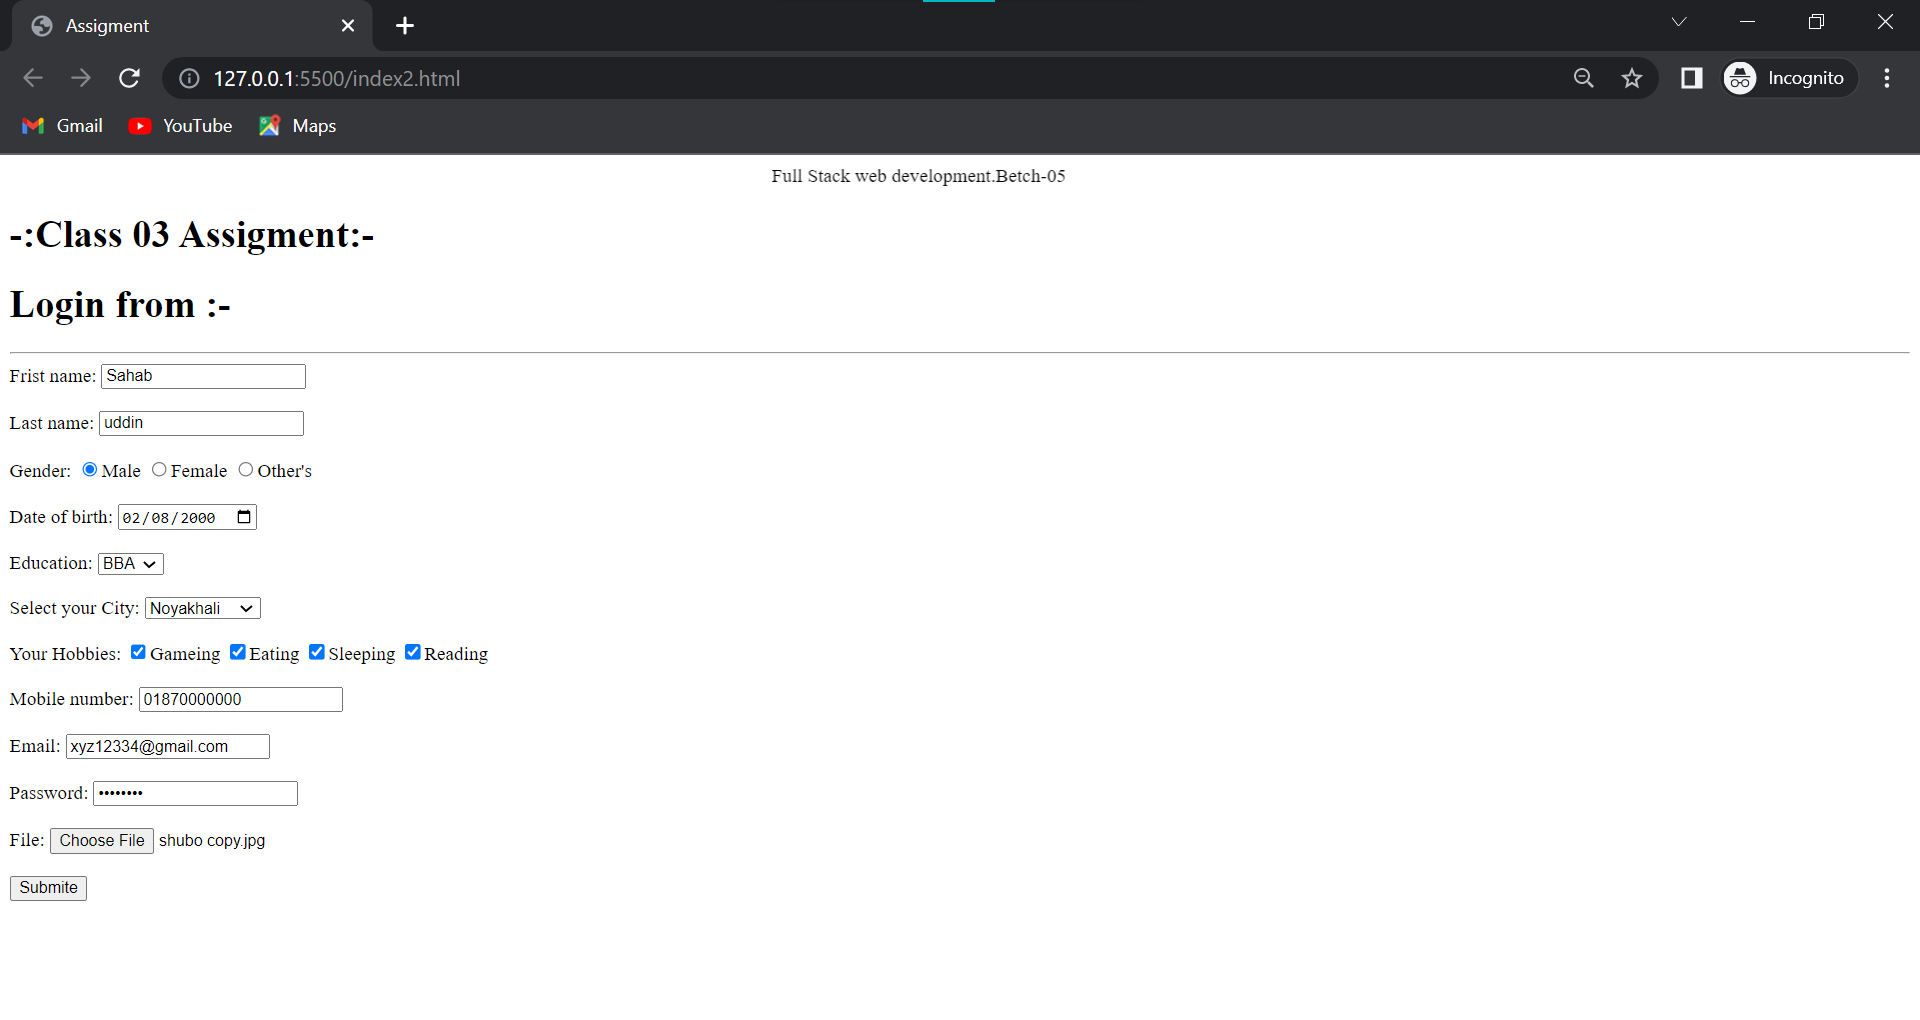 Assigment
127.0.0.1:5500/index2.html
Incognito
Gmail YouTube Maps
Full Stack web development.Betch-05
-:Class 03 Assigment:-
Login from :-
Frist name: Sahab
Last name: uddin
Gender: Male Female Other's
Date of birth: 02/08/2000
Education: BBA
Select your City: Noyakhali
Your Hobbies: Gameing Eating Sleeping Reading
Mobile number: 01870000000
Email: xyz12334@gmail.com
Password: ••••••••
File: Choose File shubo copy.jpg
Submite